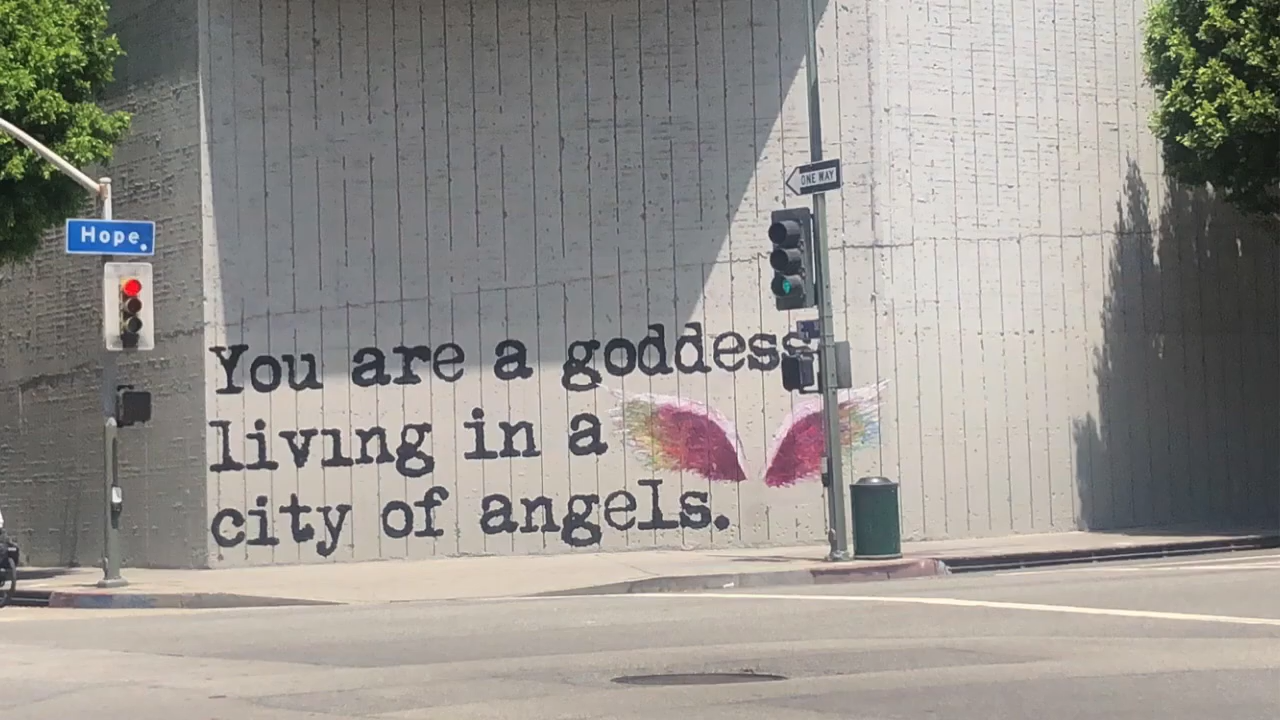 ONE WAY
Hope
You are a goddess
living in a
city of angels.